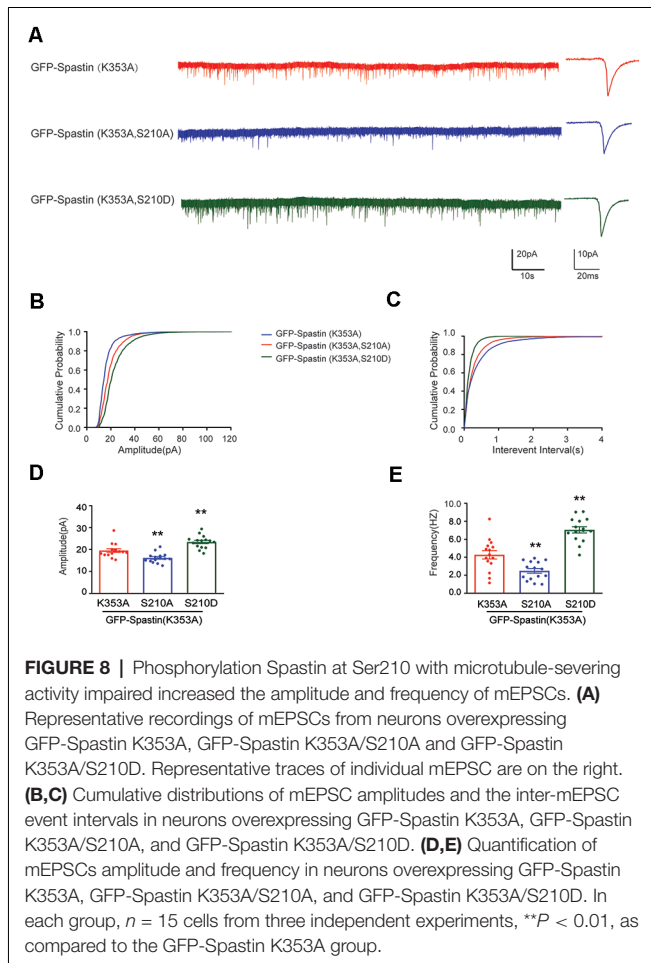 A
GFP-Spastin (K353A)
GFP-Spastin (K353A,S210A)
GFP-Spastin (K353A,S210D)
20pA
10s
10pA
20ms
B
Cumulative Probability
1.0
0.8
0.6
0.4
0.2
0.0
0 20 40 60 80 100 120
Amplitude(pA)
GFP-Spastin (K353A)
GFP-Spastin (K353A,S210A)
GFP-Spastin (K353A,S210D)
C
Cumulative Probability
1.0
0.8
0.6
0.4
0.2
0.0
0 1 2 3 4
Interevent Interval(s)
D
Amplitude(pA)
40
30
20
10
0
** **
K353A S210A S210D
GFP-Spastin(K353A)
E
Frequency(HZ)
10.0
8.0
6.0
4.0
2.0
0.0
** **
K353A S210A S210D
GFP-Spastin(K353A)
FIGURE 8 | Phosphorylation Spastin at Ser210 with microtubule-severing
activity impaired increased the amplitude and frequency of mEPSCs. (A)
Representative recordings of mEPSCs from neurons overexpressing
GFP-Spastin K353A, GFP-Spastin K353A/S210A and GFP-Spastin
K353A/S210D. Representative traces of individual mEPSC are on the right.
(B,C) Cumulative distributions of mEPSC amplitudes and the inter-mEPSC
event intervals in neurons overexpressing GFP-Spastin K353A, GFP-Spastin
K353A/S210A, and GFP-Spastin K353A/S210D. (D,E) Quantification of
mEPSCs amplitude and frequency in neurons overexpressing GFP-Spastin
K353A, GFP-Spastin K353A/S210A, and GFP-Spastin K353A/S210D. In
each group, n = 15 cells from three independent experiments, **P < 0.01, as
compared to the GFP-Spastin K353A group.